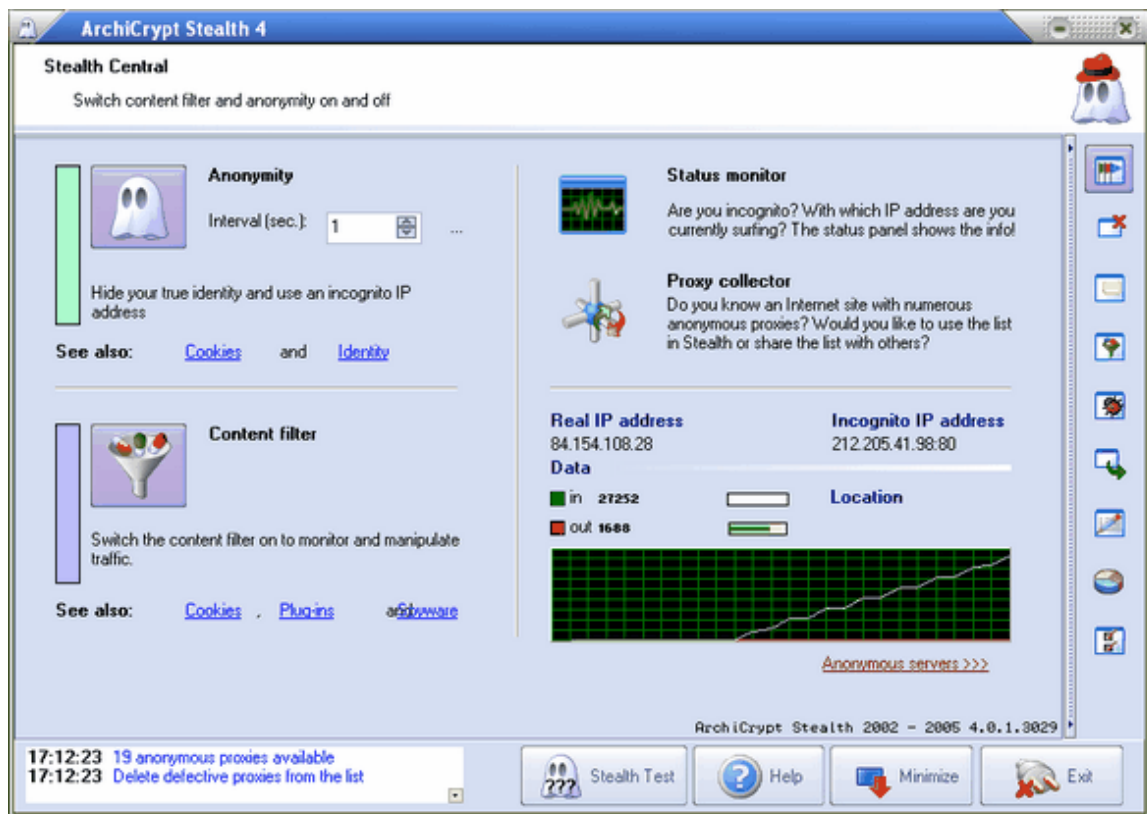 ArchiCrypt Stealth 4
Stealth Central
Switch content filter and anonymity on and off
Anonymity
Interval (sec.): 1 ...
Hide your true identity and use an incognito IP
address
See also: Cookies and Identity
Content filter
Switch the content filter on to monitor and manipulate
traffic.
See also: Cookies , Plug-ins and Spyware
Status monitor
Are you incognito? With which IP address are you
currently surfing? The status panel shows the info!
Proxy collector
Do you know an Internet site with numerous
anonymous proxies? Would you like to use the list
in Stealth or share the list with others?
Real IP address Incognito IP address
84.154.108.28 212.205.41.98:80
Data
in 27252 Location
out 1688
Anonymous servers >>>
ArchiCrypt Stealth 2002 - 2005 4.0.1.3029
17:12:23 19 anonymous proxies available
17:12:23 Delete defective proxies from the list
??? Stealth Test ? Help Minimize Exit